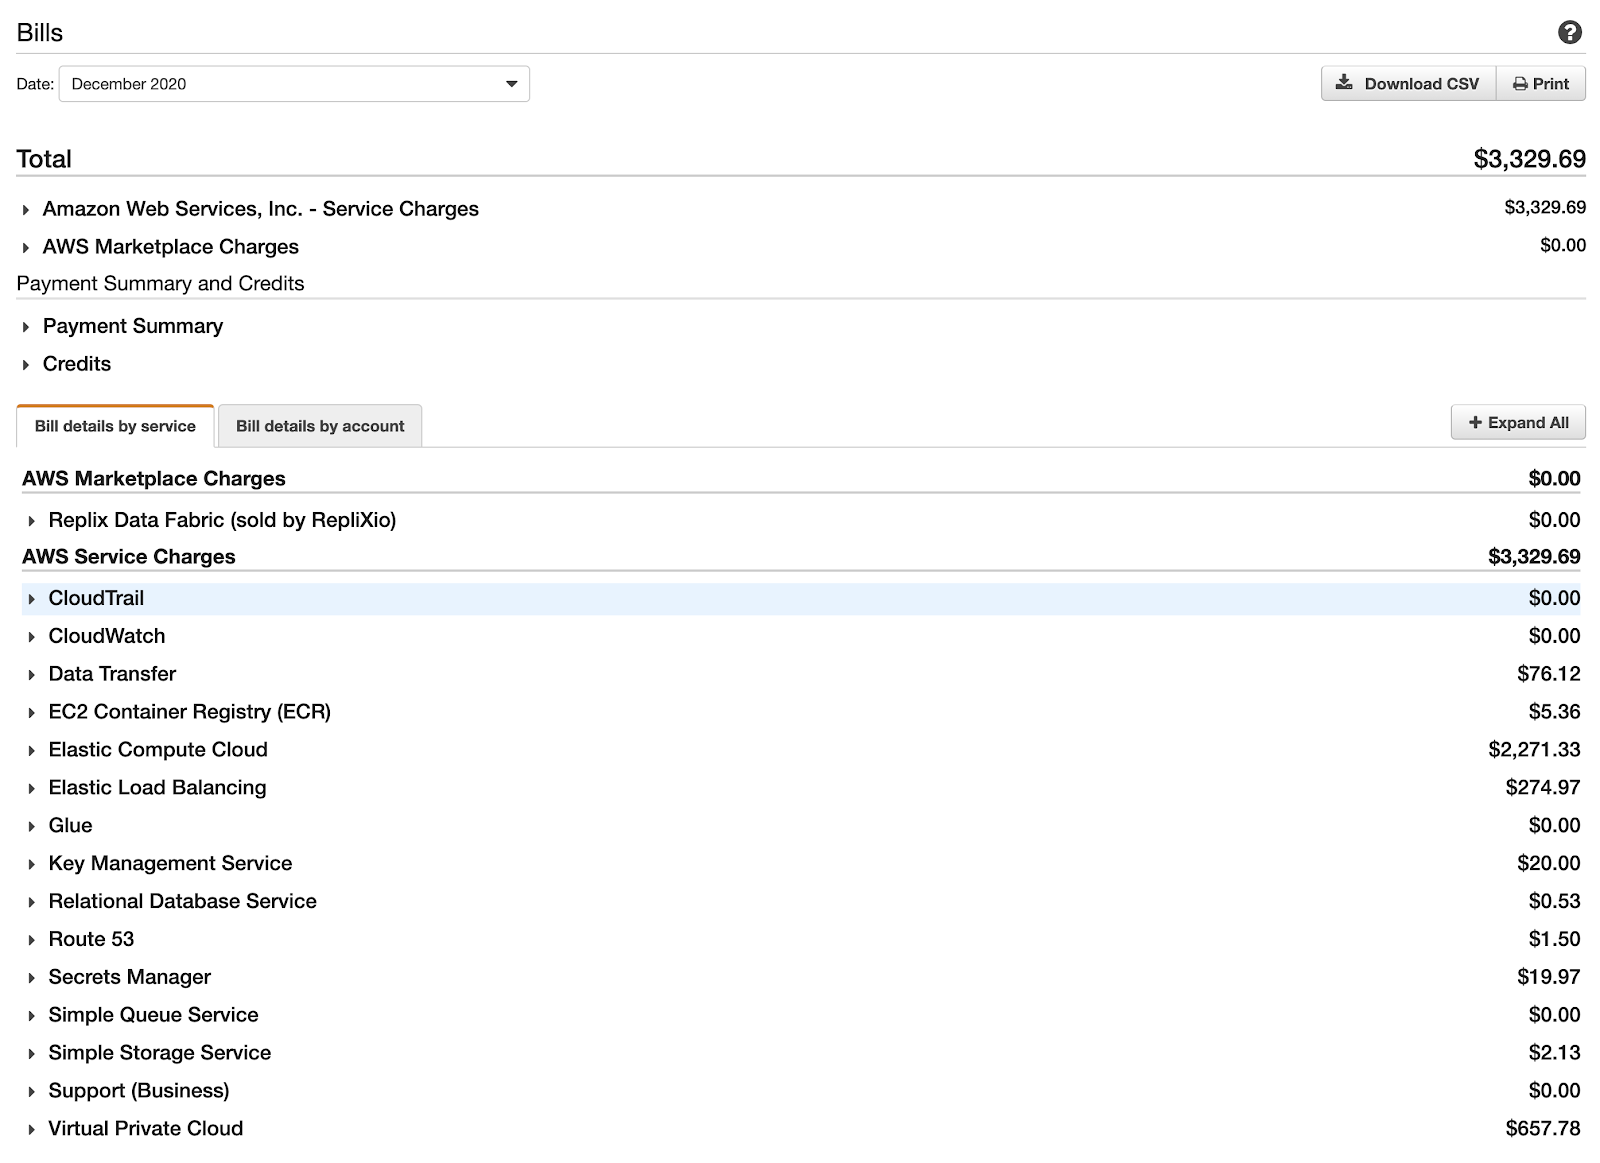 Bills
?
Date: December 2020 Download CSV Print
Total $3,329.69
Amazon Web Services, Inc. - Service Charges $3,329.69
AWS Marketplace Charges $0.00
Payment Summary and Credits
Payment Summary
Credits
Bill details by service Bill details by account + Expand All
AWS Marketplace Charges $0.00
Replix Data Fabric (sold by RepliXio) $0.00
AWS Service Charges $3,329.69
CloudTrail $0.00
CloudWatch $0.00
Data Transfer $76.12
EC2 Container Registry (ECR) $5.36
Elastic Compute Cloud $2,271.33
Elastic Load Balancing $274.97
Glue $0.00
Key Management Service $20.00
Relational Database Service $0.53
Route 53 $1.50
Secrets Manager $19.97
Simple Queue Service $0.00
Simple Storage Service $2.13
Support (Business) $0.00
Virtual Private Cloud $657.78